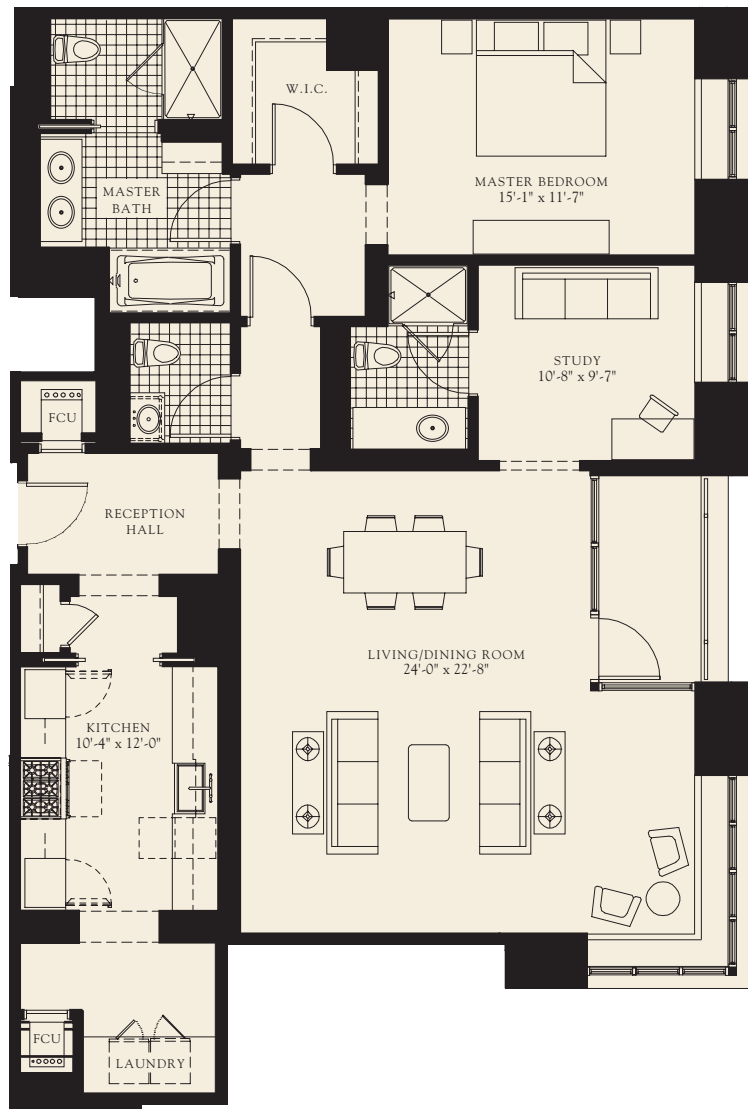 W.I.C.
MASTER
BATH
MASTER BEDROOM
15'-1" x 11'-7"
STUDY
10'-8" x 9'-7"
FCU
RECEPTION
HALL
LIVING/DINING ROOM
24'-0" x 22'-8"
KITCHEN
10'-4" x 12'-0"
FCU
LAUNDRY